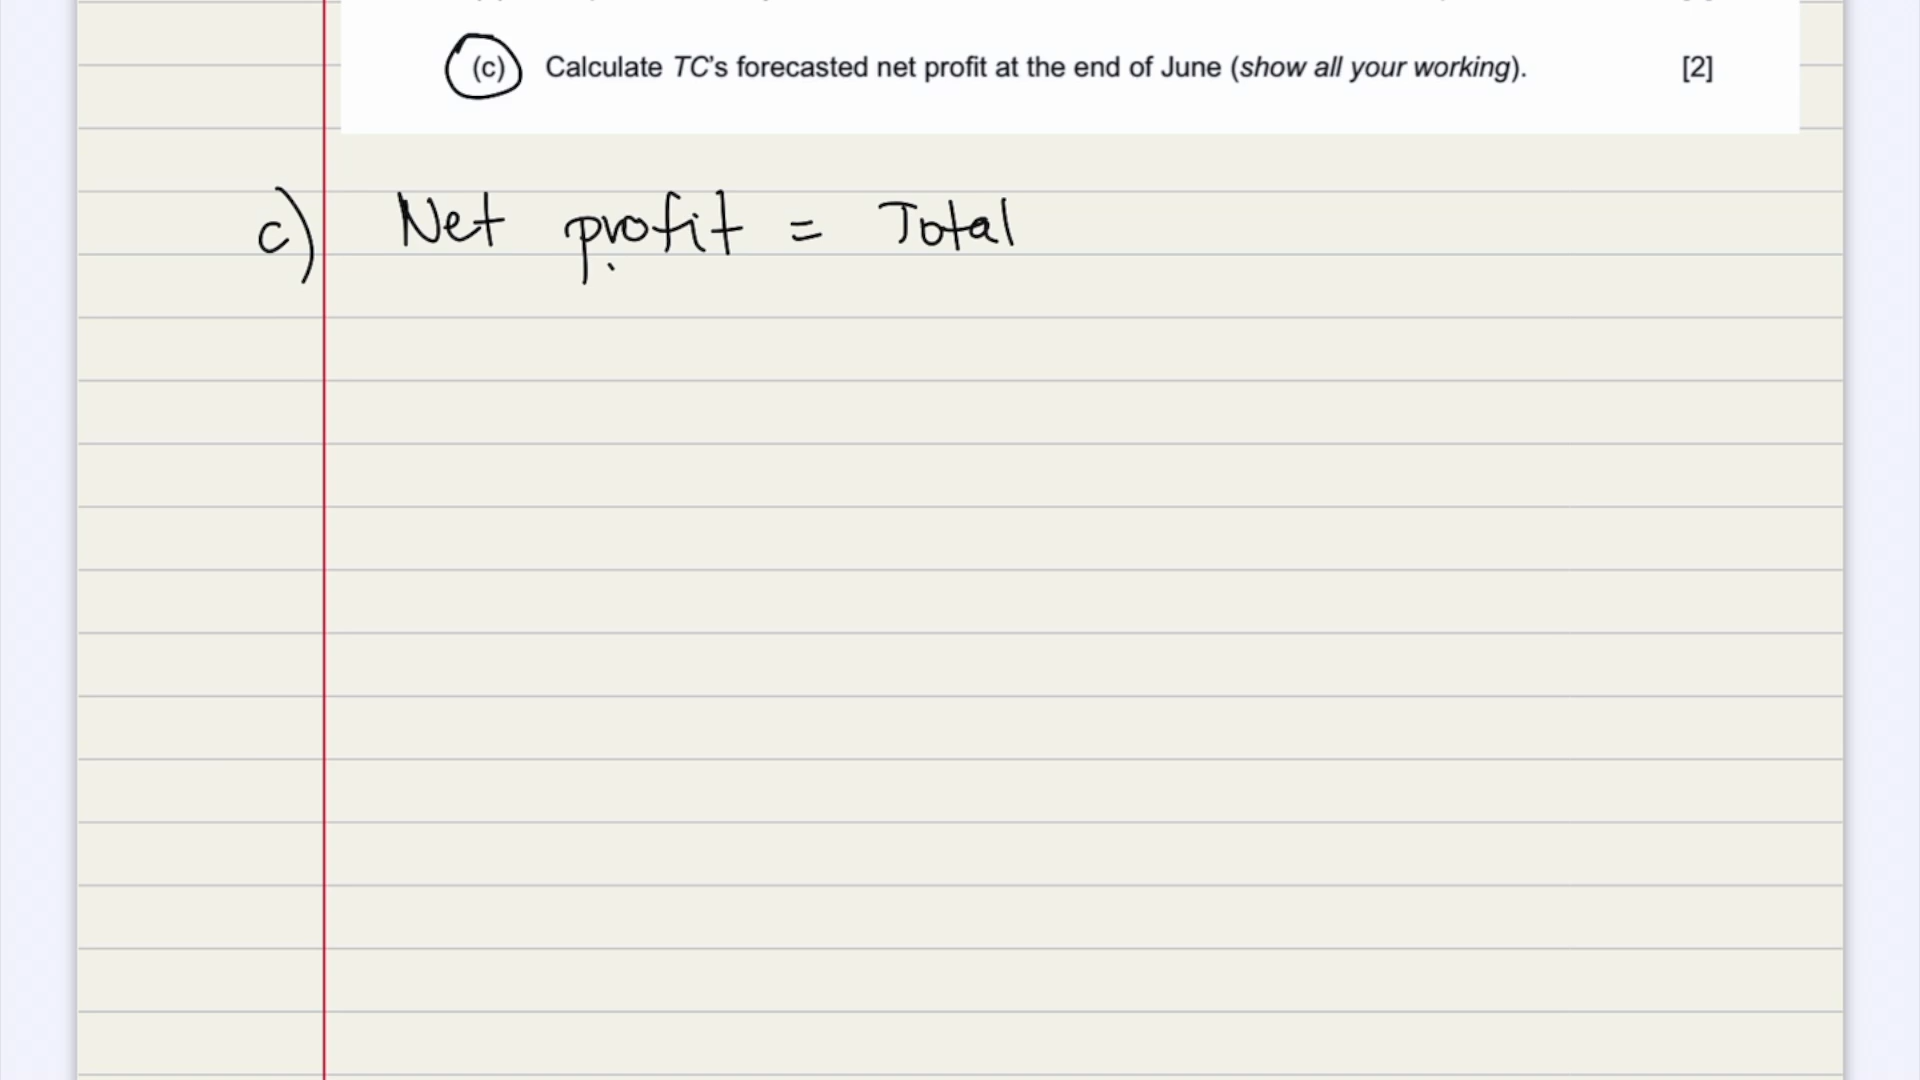 (c) Calculate TC's forecasted net profit at the end of June (show all your working). [2]
c) Net profit = Total